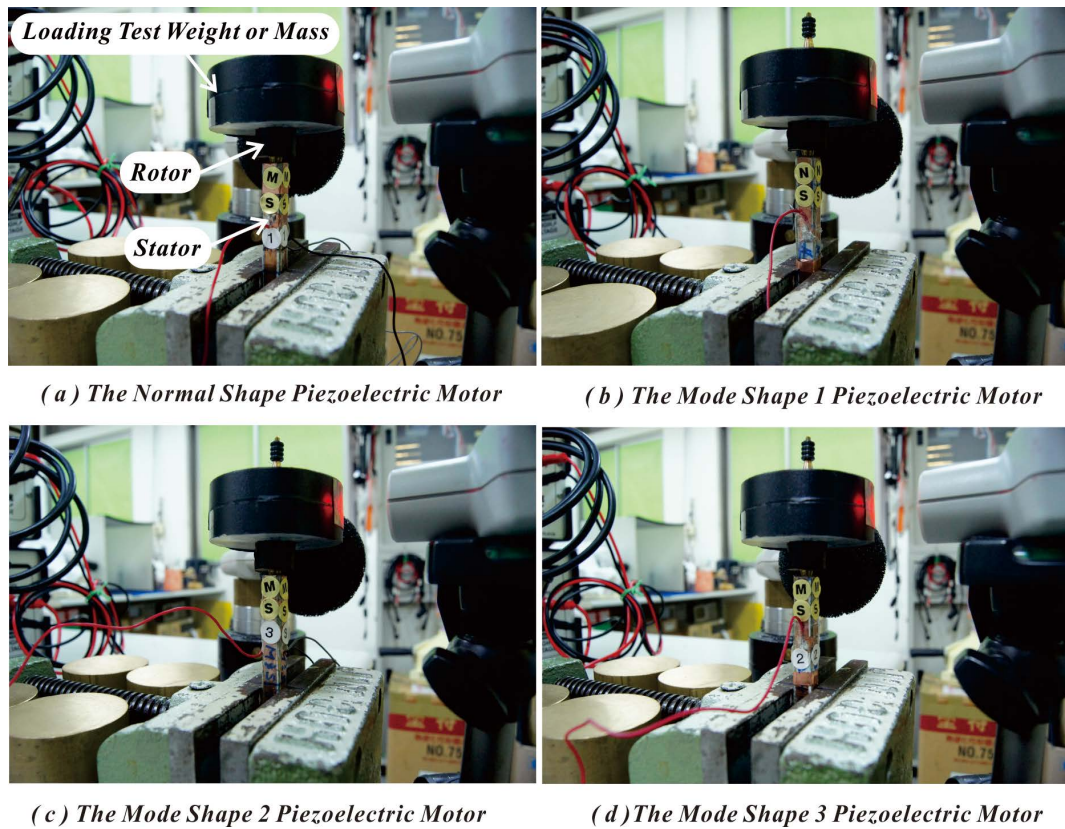 Loading Test Weight or Mass
Rotor
Stator
M
S
1
NO.75
( a ) The Normal Shape Piezoelectric Motor
N
S
NO.75
( b ) The Mode Shape 1 Piezoelectric Motor
M
S
3
NO.75
( c ) The Mode Shape 2 Piezoelectric Motor
M
S
2
NO.75
( d )The Mode Shape 3 Piezoelectric Motor